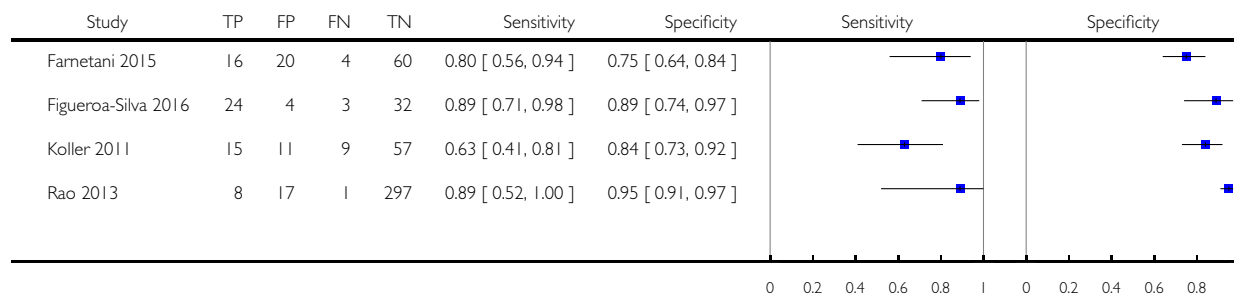 Study TP FP FN TN Sensitivity Specificity Sensitivity Specificity
Farnetani 2015 16 20 4 60 0.80 [ 0.56, 0.94 ] 0.75 [ 0.64, 0.84 ]
Figueroa-Silva 2016 24 4 3 32 0.89 [ 0.71, 0.98 ] 0.89 [ 0.74, 0.97 ]
Koller 2011 15 11 9 57 0.63 [ 0.41, 0.81 ] 0.84 [ 0.73, 0.92 ]
Rao 2013 8 17 1 297 0.89 [ 0.52, 1.00 ] 0.95 [ 0.91, 0.97 ]
0 0.2 0.4 0.6 0.8 1 0 0.2 0.4 0.6 0.8